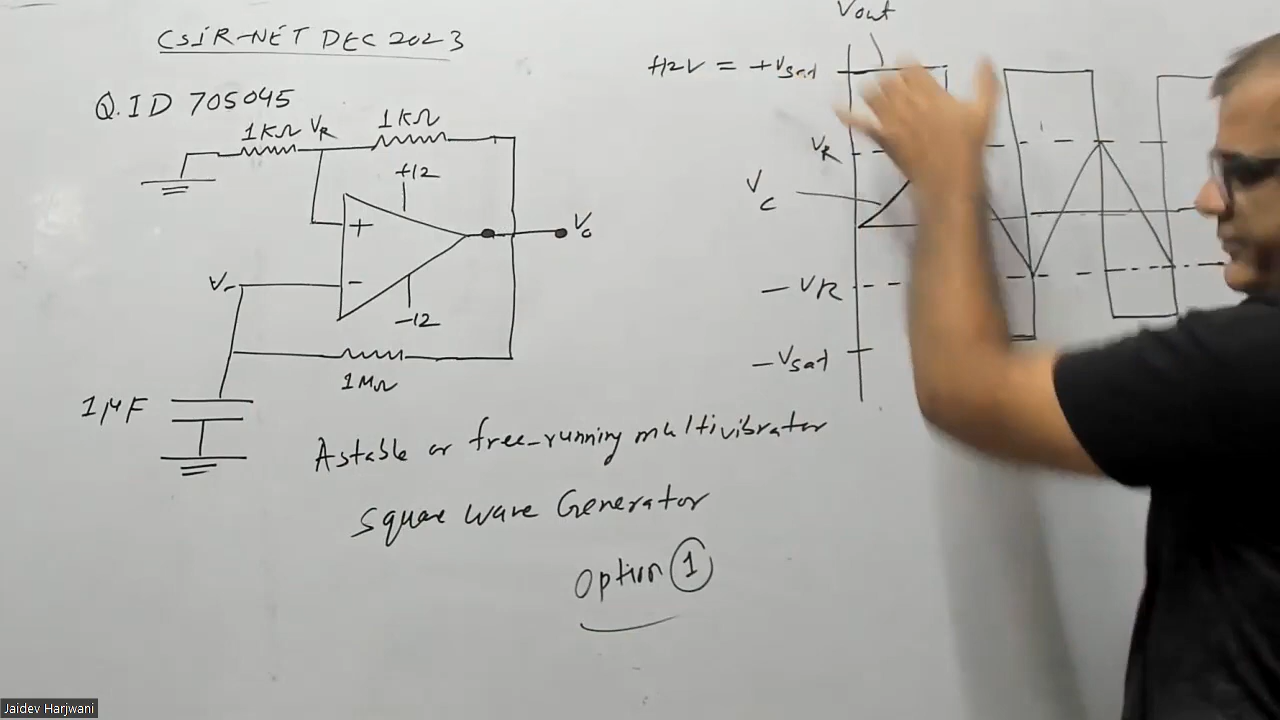 CSIR-NET DEC 2023
Q.ID 705045
1KΩ VR 1KΩ
+12
+
V-
-
-12
Vo
1MΩ
1μF
Astable or free-running multivibrator
Square Wave Generator
Option 1
Vout
+12V = +Vsat
VR
Vc
-VR
-Vsat
Jaidev Harjwani